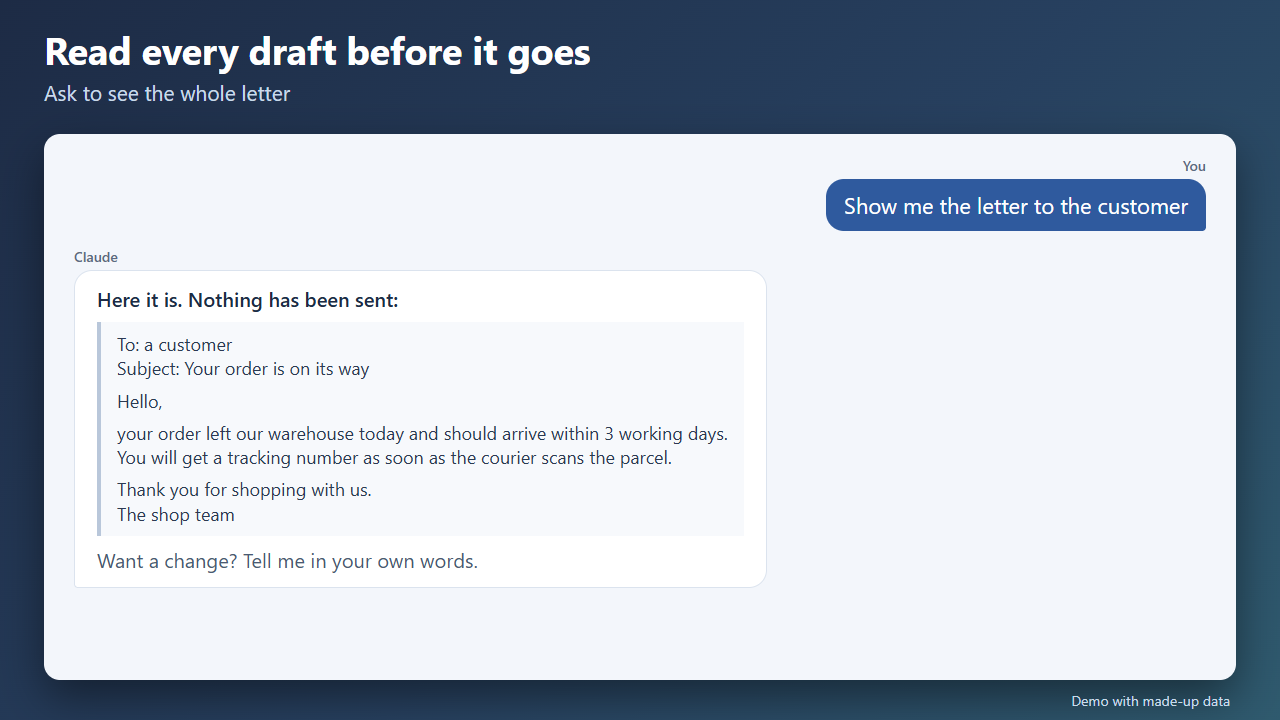 Read every draft before it goes
Ask to see the whole letter
You
Show me the letter to the customer
Claude
Here it is. Nothing has been sent:
To: a customer
Subject: Your order is on its way
Hello,
your order left our warehouse today and should arrive within 3 working days.
You will get a tracking number as soon as the courier scans the parcel.
Thank you for shopping with us.
The shop team
Want a change? Tell me in your own words.
Demo with made-up data